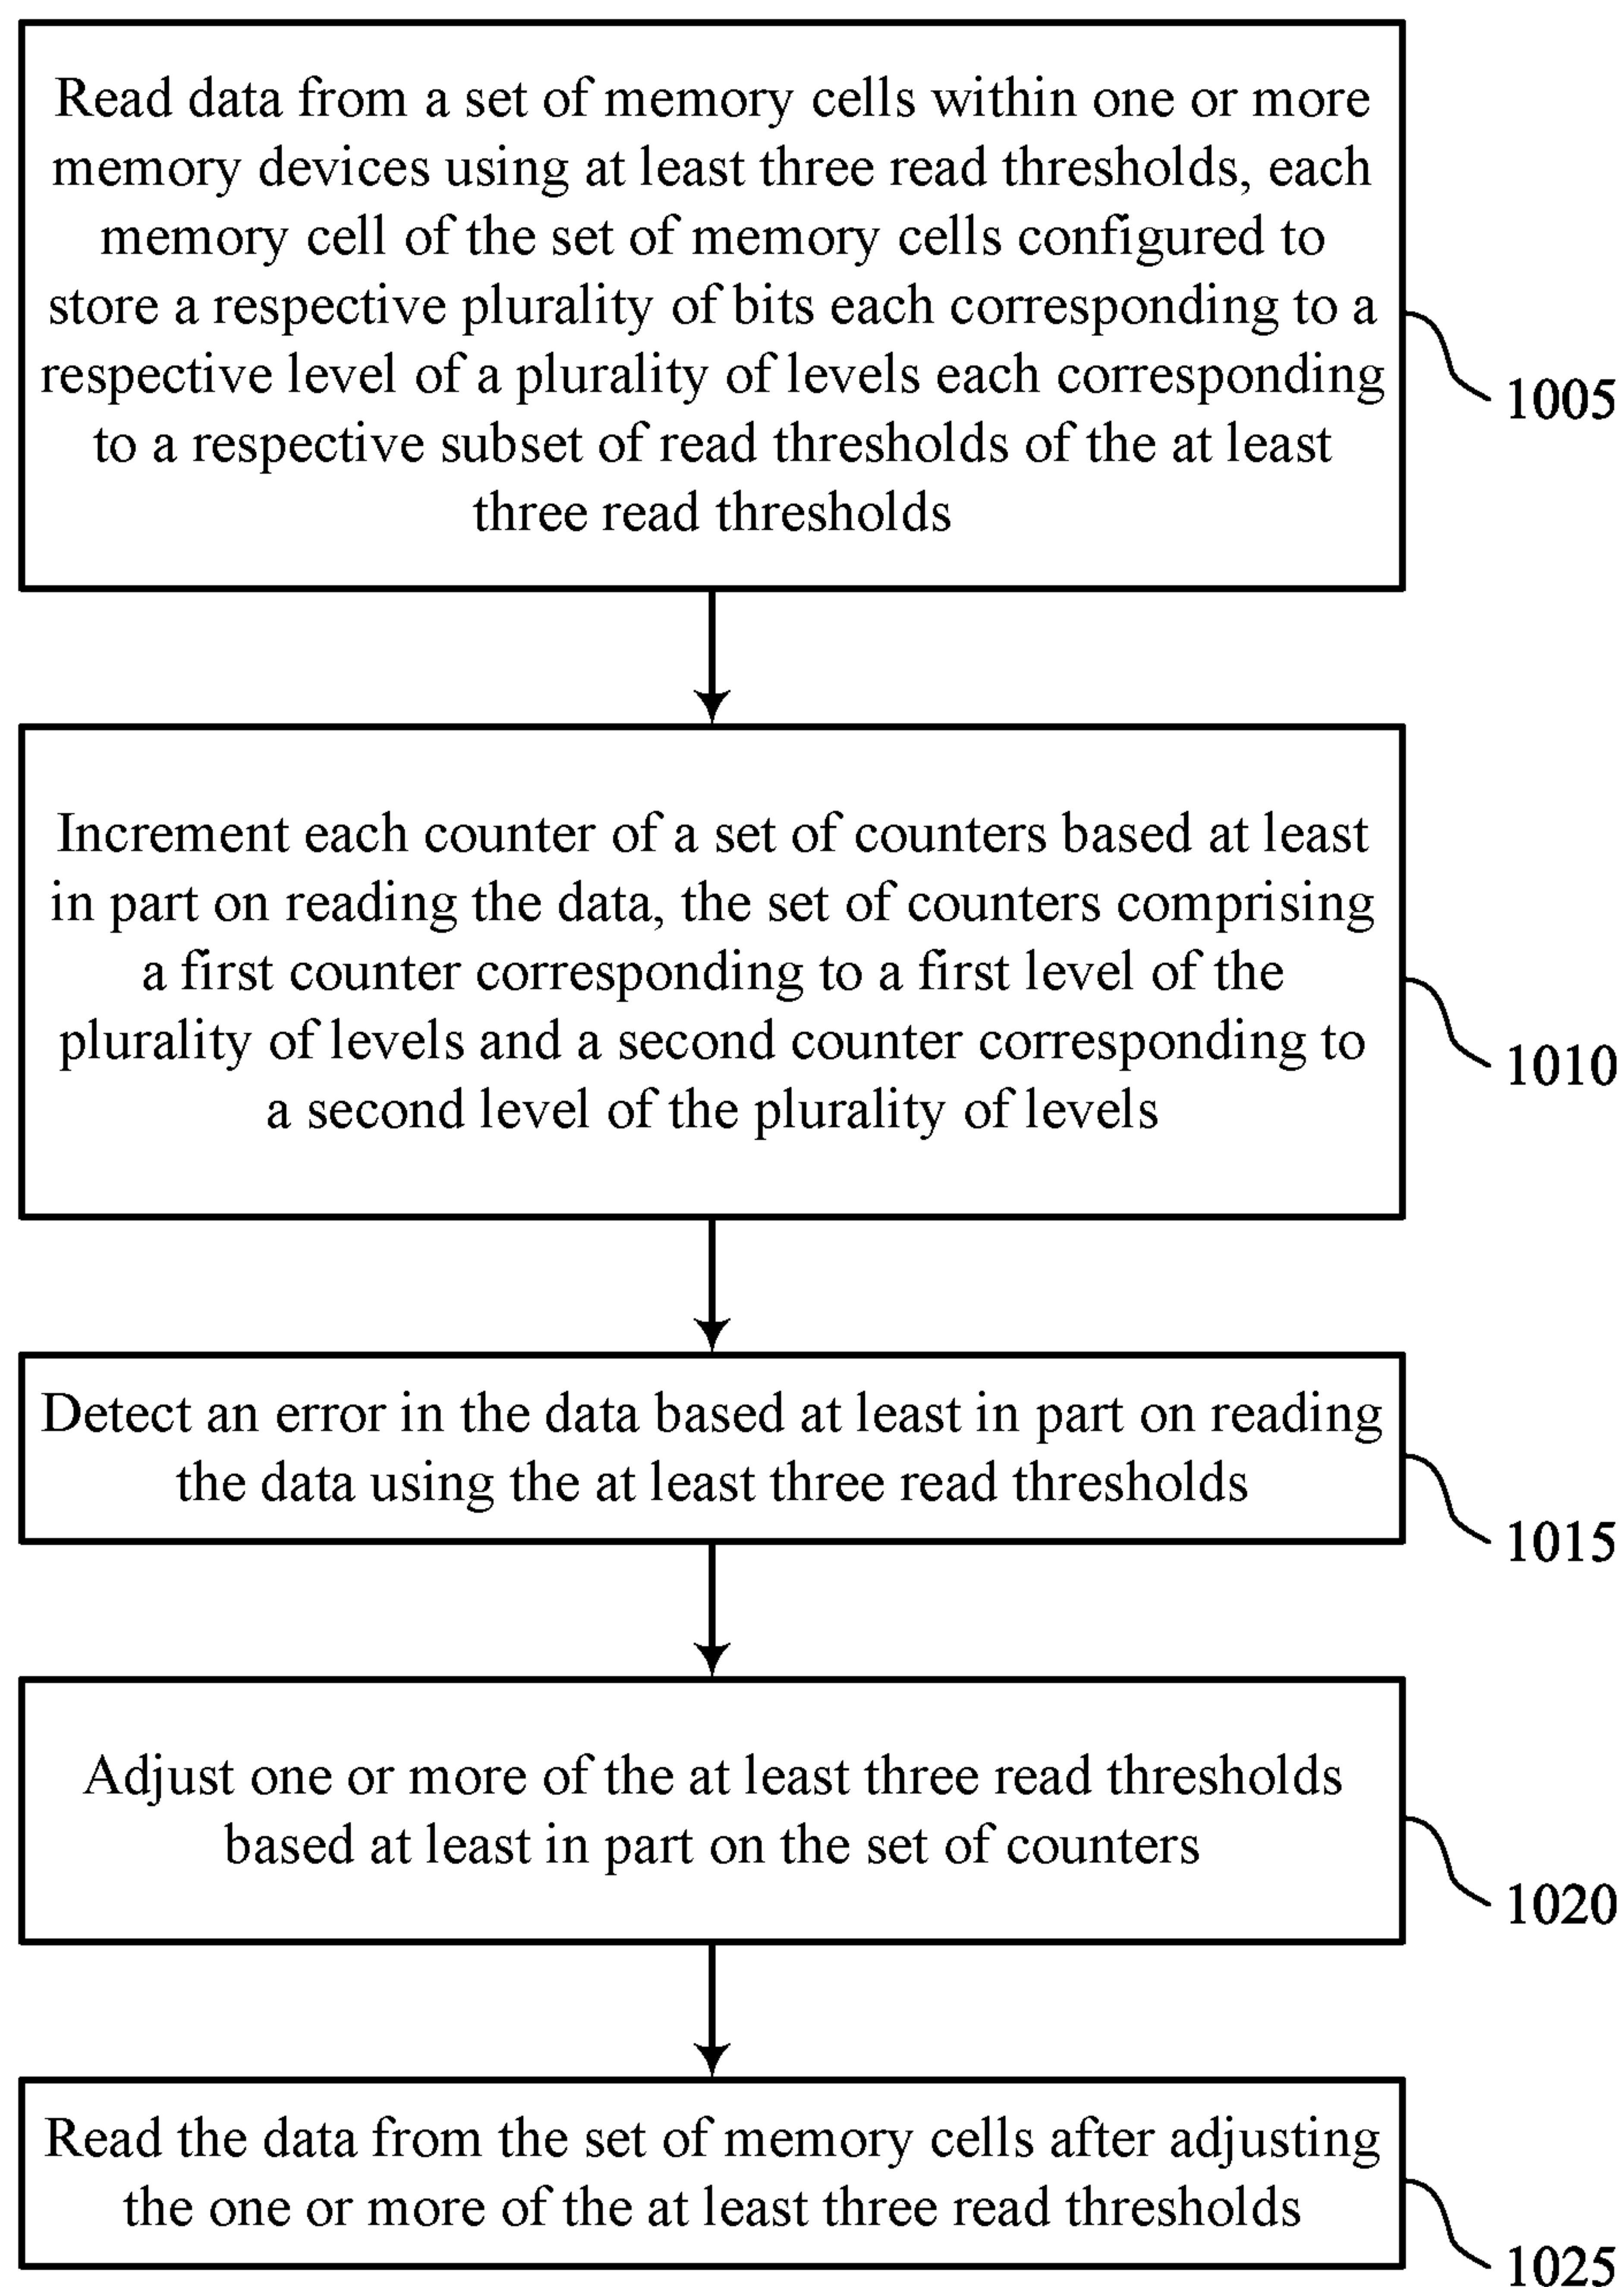 Read data from a set of memory cells within one or more
memory devices using at least three read thresholds, each
memory cell of the set of memory cells configured to
store a respective plurality of bits each corresponding to a
respective level of a plurality of levels each corresponding
to a respective subset of read thresholds of the at least
three read thresholds
1005
Increment each counter of a set of counters based at least
in part on reading the data, the set of counters comprising
a first counter corresponding to a first level of the
plurality of levels and a second counter corresponding to
a second level of the plurality of levels
1010
Detect an error in the data based at least in part on reading
the data using the at least three read thresholds
1015
Adjust one or more of the at least three read thresholds
based at least in part on the set of counters
1020
Read the data from the set of memory cells after adjusting
the one or more of the at least three read thresholds
1025